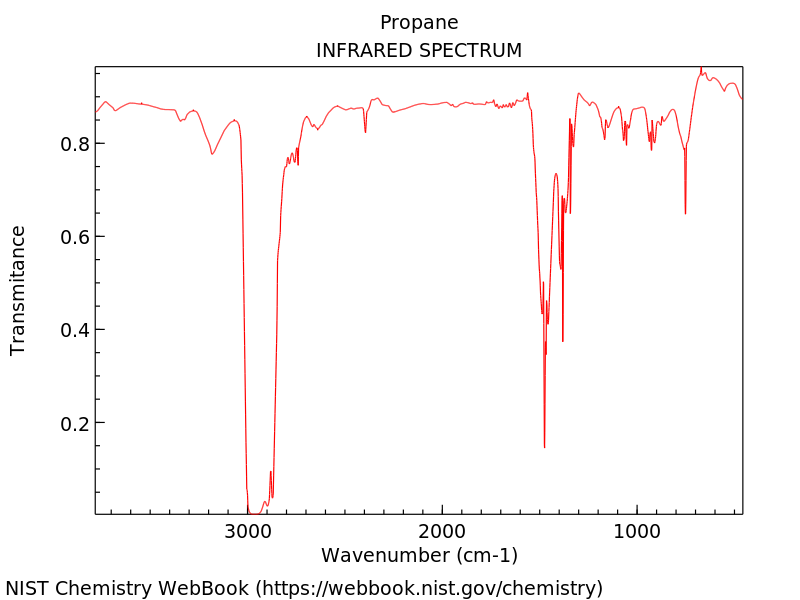 Propane
INFRARED SPECTRUM
Transmitance
0.8
0.6
0.4
0.2
3000 2000 1000
Wavenumber (cm-1)
NIST Chemistry WebBook (https://webbook.nist.gov/chemistry)